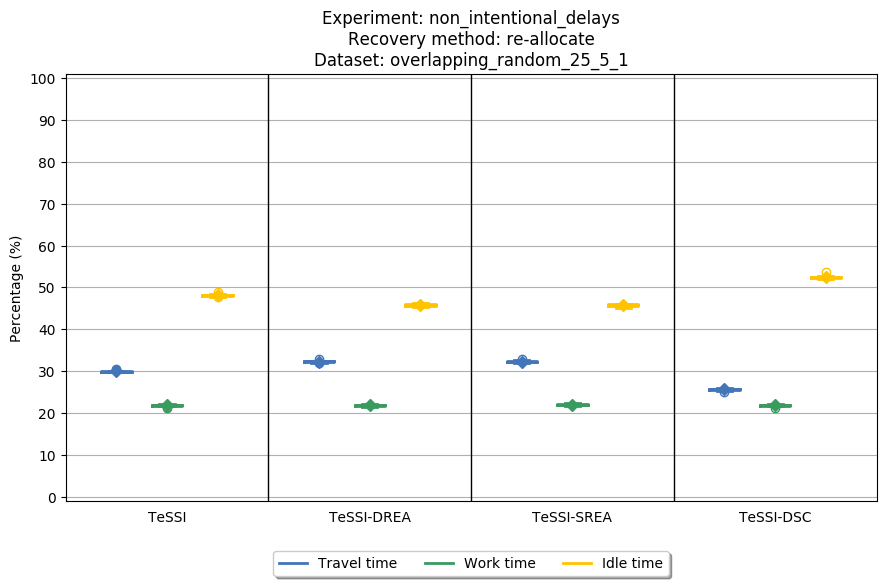 Experiment: non_intentional_delays
Recovery method: re-allocate
Dataset: overlapping_random_25_5_1
100
90
80
70
60
50
40
30
20
10
0
Percentage (%)
TeSSI TeSSI-DREA TeSSI-SREA TeSSI-DSC
Travel time Work time Idle time